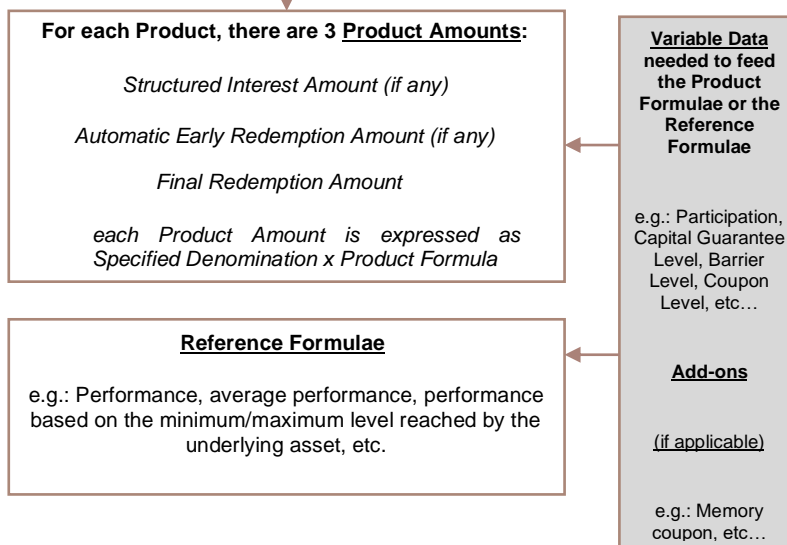 For each Product, there are 3 Product Amounts:
Structured Interest Amount (if any)
Automatic Early Redemption Amount (if any)
Final Redemption Amount
each Product Amount is expressed as
Specified Denomination x Product Formula
Reference Formulae
e.g.: Performance, average performance, performance
based on the minimum/maximum level reached by the
underlying asset, etc.
Variable Data
needed to feed
the Product
Formulae or the
Reference
Formulae
e.g.: Participation,
Capital Guarantee
Level, Barrier
Level, Coupon
Level, etc…
Add-ons
(if applicable)
e.g.: Memory
coupon, etc…